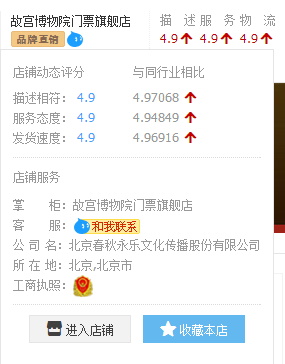 故宫博物院门票旗舰店 描述 服务 物流
品牌直销 4.9 4.9 4.9
店铺动态评分 与同行业相比
描述相符： 4.9 4.97068
服务态度： 4.9 4.94849
发货速度： 4.9 4.96916
店铺服务
掌 柜：故宫博物院门票旗舰店
客 服： 和我联系
公 司 名：北京春秋永乐文化传播股份有限公司
所 在 地：北京,北京市
工商执照：
进入店铺 收藏本店